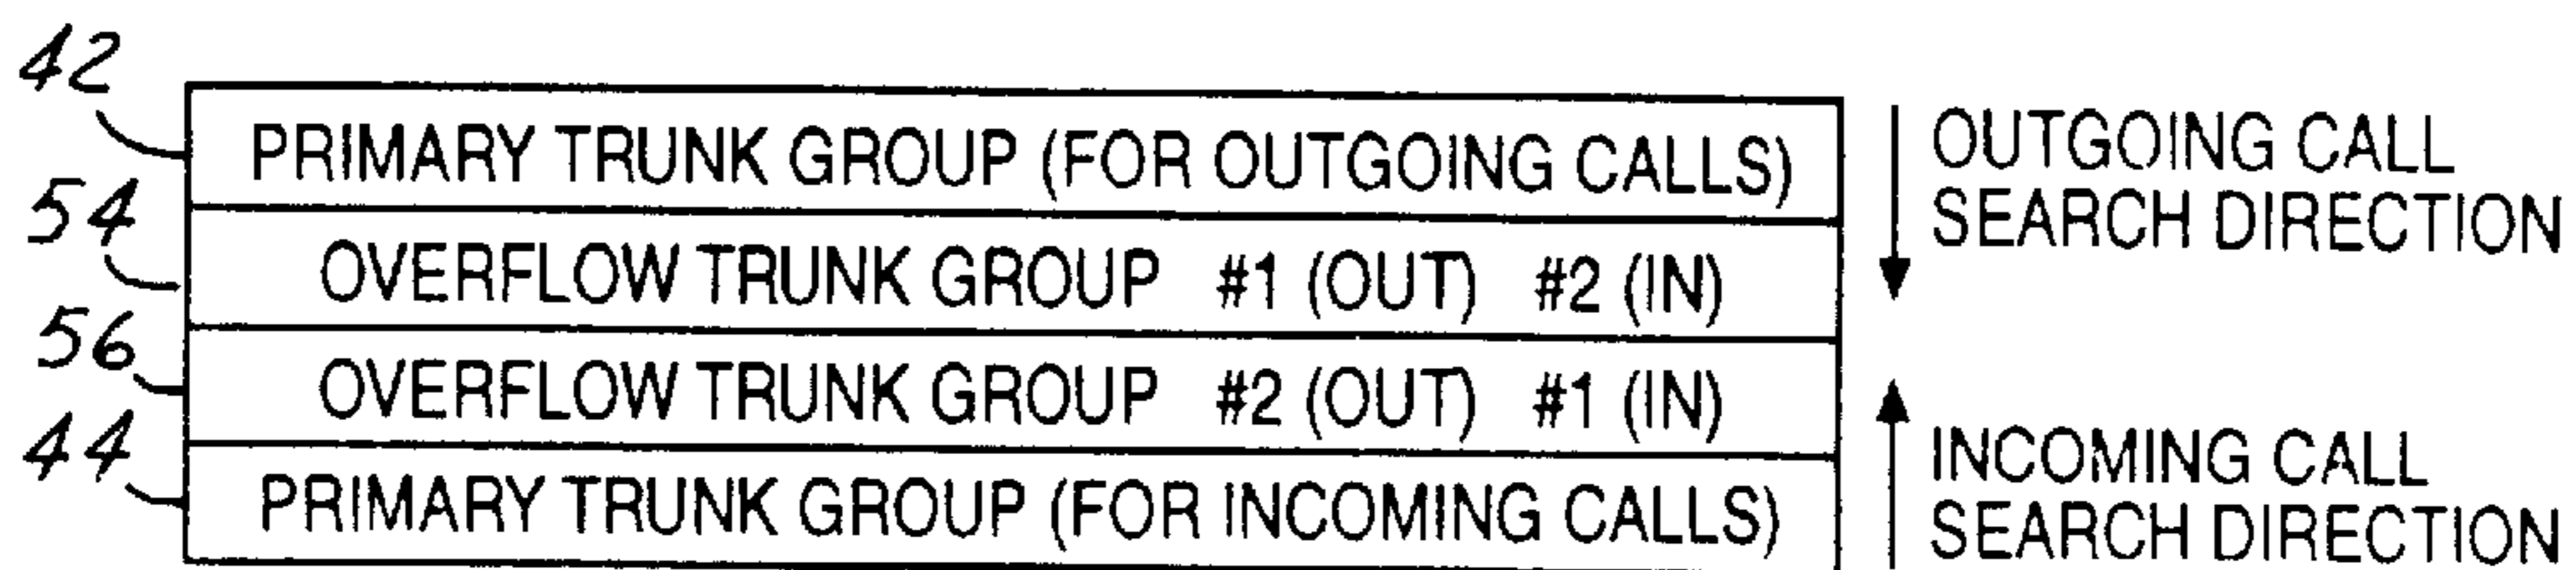 42
PRIMARY TRUNK GROUP (FOR OUTGOING CALLS)
OUTGOING CALL
SEARCH DIRECTION
54
OVERFLOW TRUNK GROUP #1 (OUT) #2 (IN)
56
OVERFLOW TRUNK GROUP #2 (OUT) #1 (IN)
44
PRIMARY TRUNK GROUP (FOR INCOMING CALLS)
INCOMING CALL
SEARCH DIRECTION